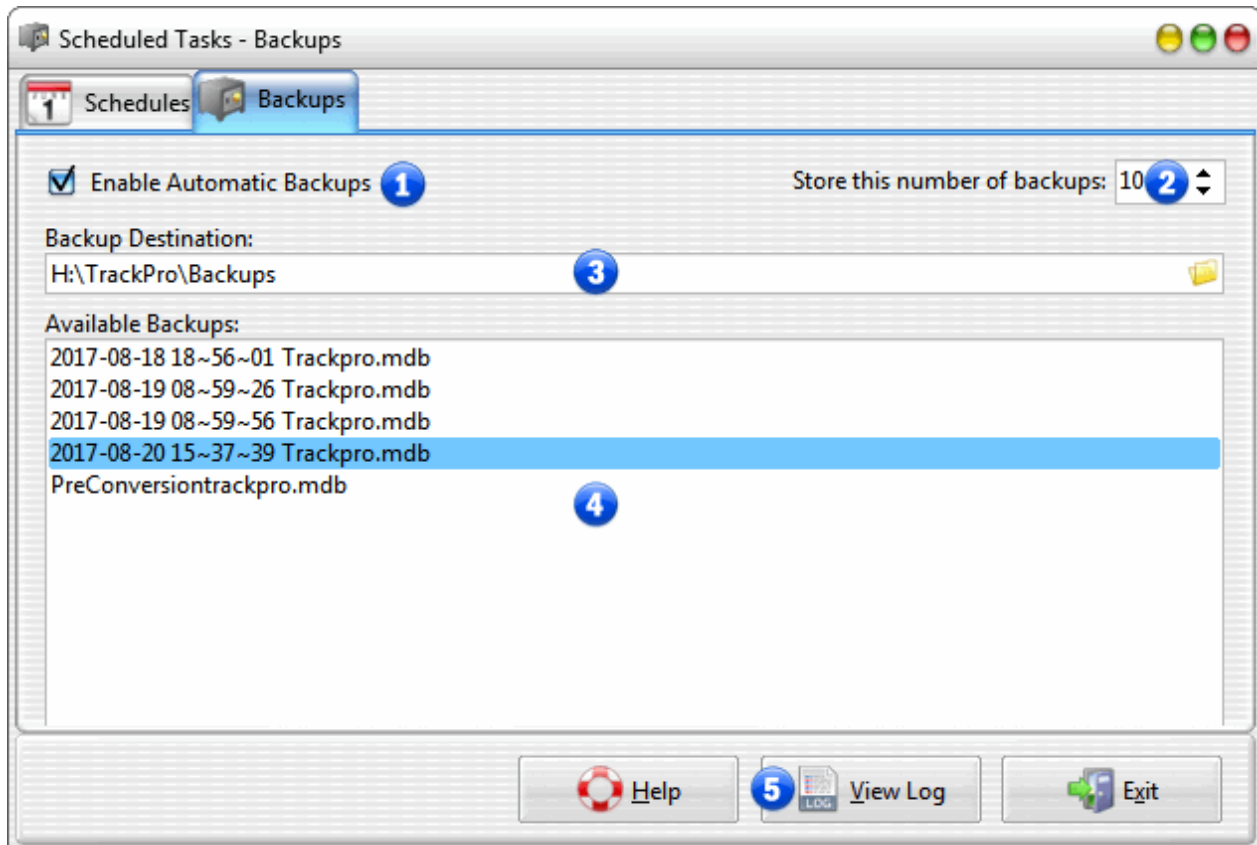 Scheduled Tasks - Backups
1 Schedules Backups
Enable Automatic Backups 1 Store this number of backups: 10 2
Backup Destination:
H:\TrackPro\Backups 3
Available Backups:
2017-08-18 18~56~01 Trackpro.mdb
2017-08-19 08~59~26 Trackpro.mdb
2017-08-19 08~59~56 Trackpro.mdb
2017-08-20 15~37~39 Trackpro.mdb
PreConversiontrackpro.mdb
4
Help 5 LOG View Log Exit